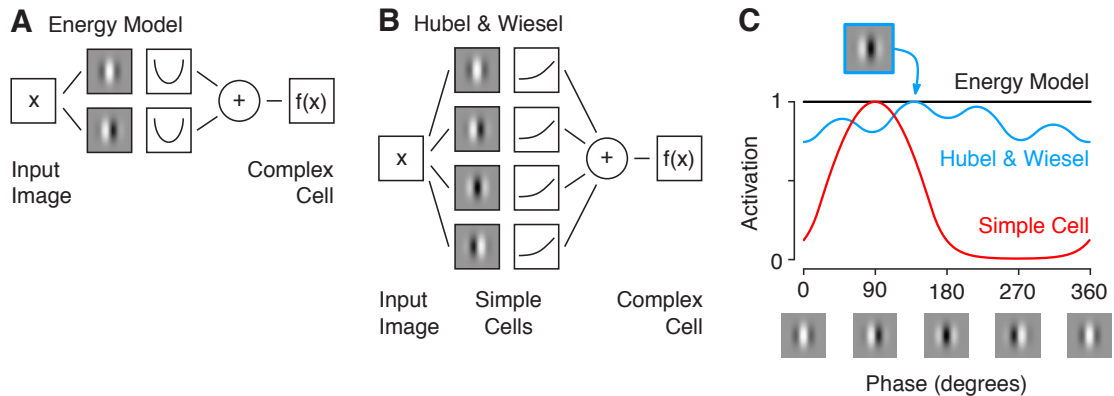 A
Energy Model
x
+
f(x)
Input
Image
Complex
Cell
B
Hubel & Wiesel
x
+
f(x)
Input
Image
Simple
Cells
Complex
Cell
C
Energy Model
Hubel & Wiesel
Simple Cell
Activation
1
0
0 90 180 270 360
Phase (degrees)